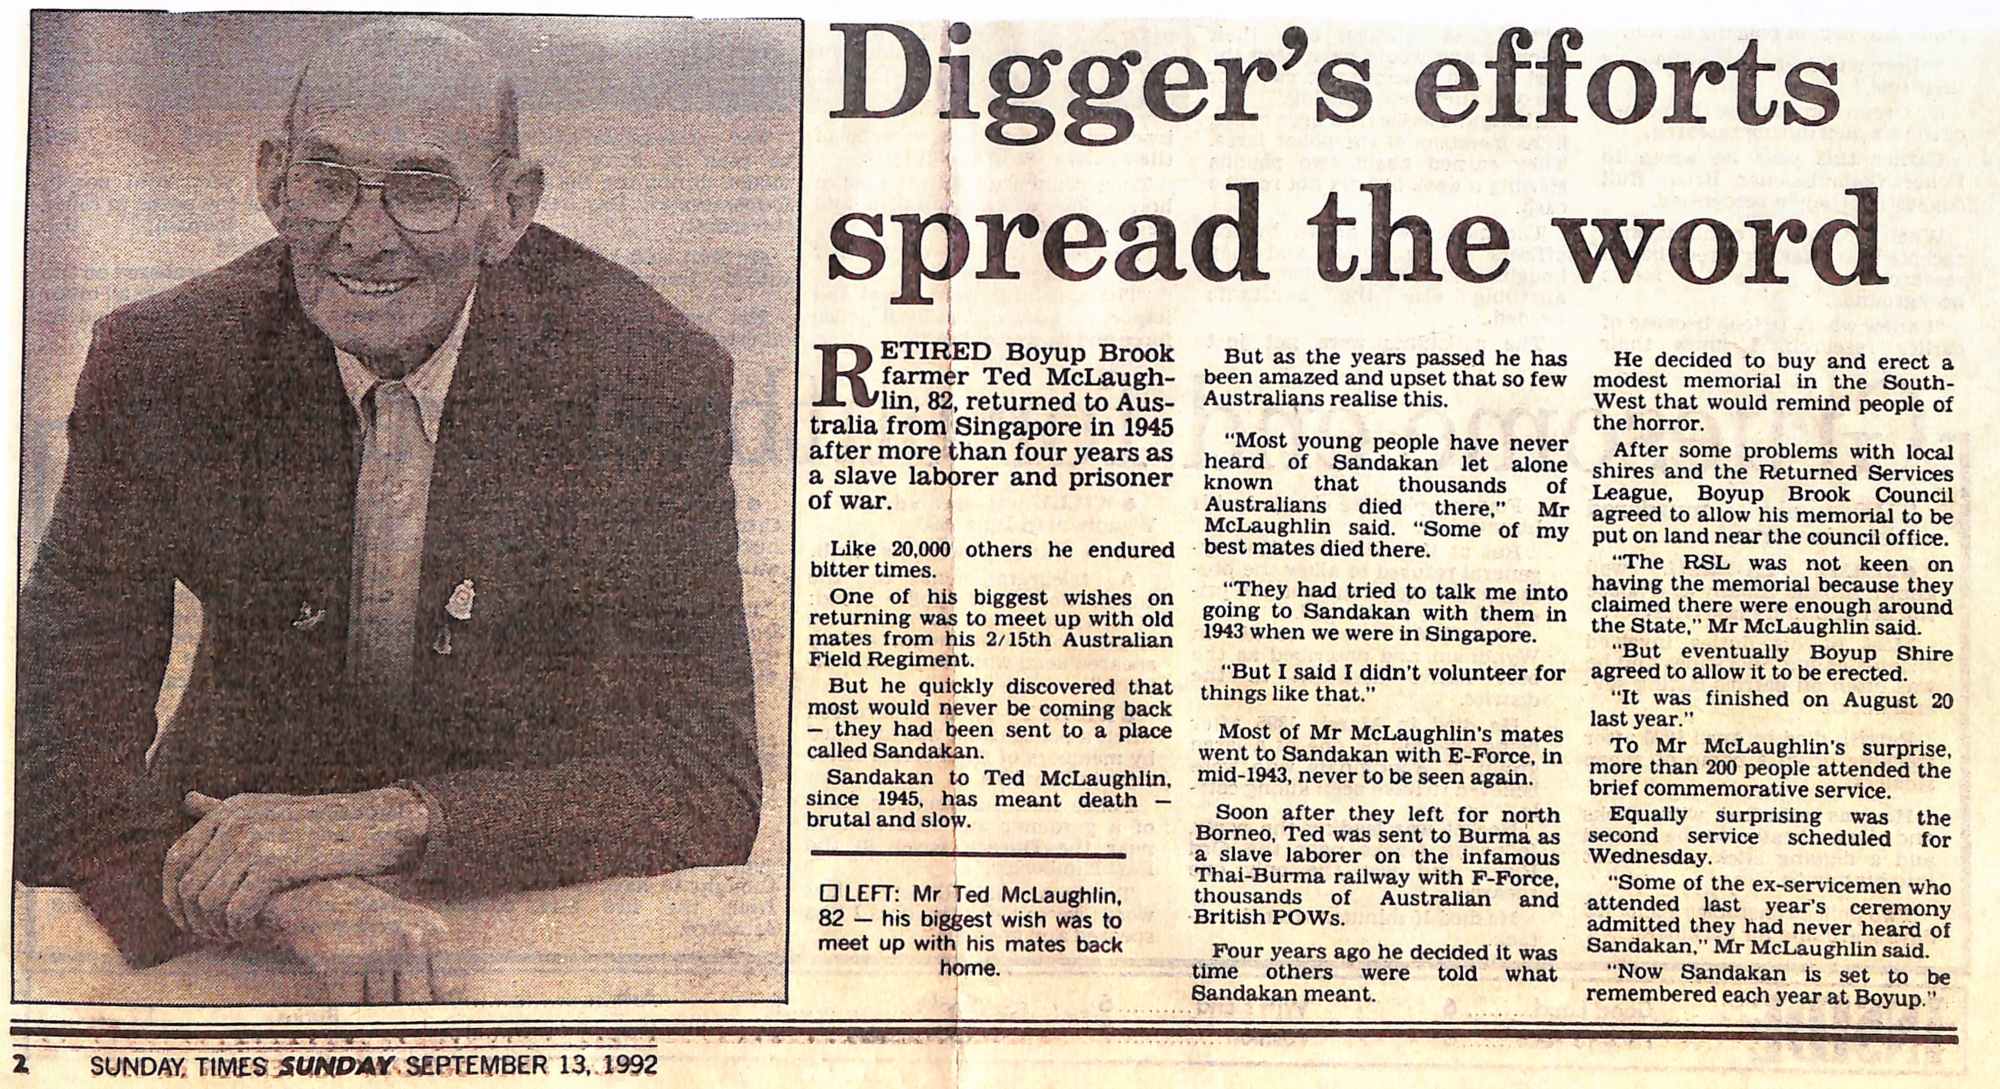 Digger's efforts
spread the word
RETIRED Boyup Brook
farmer Ted McLaugh-
lin, 82, returned to Aus-
tralia from Singapore in 1945
after more than four years as
a slave laborer and prisoner
of war.
Like 20,000 others he endured
bitter times.
One of his biggest wishes on
returning was to meet up with old
mates from his 2/15th Australian
Field Regiment.
But he quickly discovered that
most would never be coming back
— they had been sent to a place
called Sandakan.
Sandakan to Ted McLaughlin,
since 1945, has meant death —
brutal and slow.
☐ LEFT: Mr Ted McLaughlin,
82 — his biggest wish was to
meet up with his mates back
home.
But as the years passed he has
been amazed and upset that so few
Australians realise this.
"Most young people have never
heard of Sandakan let alone
known that thousands of
Australians died there," Mr
McLaughlin said. "Some of my
best mates died there.
"They had tried to talk me into
going to Sandakan with them in
1943 when we were in Singapore.
"But I said I didn't volunteer for
things like that."
Most of Mr McLaughlin's mates
went to Sandakan with E-Force, in
mid-1943, never to be seen again.
Soon after they left for north
Borneo, Ted was sent to Burma as
a slave laborer on the infamous
Thai-Burma railway with F-Force,
thousands of Australian and
British POWs.
Four years ago he decided it was
time others were told what
Sandakan meant.
He decided to buy and erect a
modest memorial in the South-
West that would remind people of
the horror.
After some problems with local
shires and the Returned Services
League, Boyup Brook Council
agreed to allow his memorial to be
put on land near the council office.
"The RSL was not keen on
having the memorial because they
claimed there were enough around
the State," Mr McLaughlin said.
"But eventually Boyup Shire
agreed to allow it to be erected.
"It was finished on August 20
last year."
To Mr McLaughlin's surprise,
more than 200 people attended the
brief commemorative service.
Equally surprising was the
second service scheduled for
Wednesday.
"Some of the ex-servicemen who
attended last year's ceremony
admitted they had never heard of
Sandakan," Mr McLaughlin said.
"Now Sandakan is set to be
remembered each year at Boyup."
2 SUNDAY TIMES SUNDAY SEPTEMBER 13, 1992